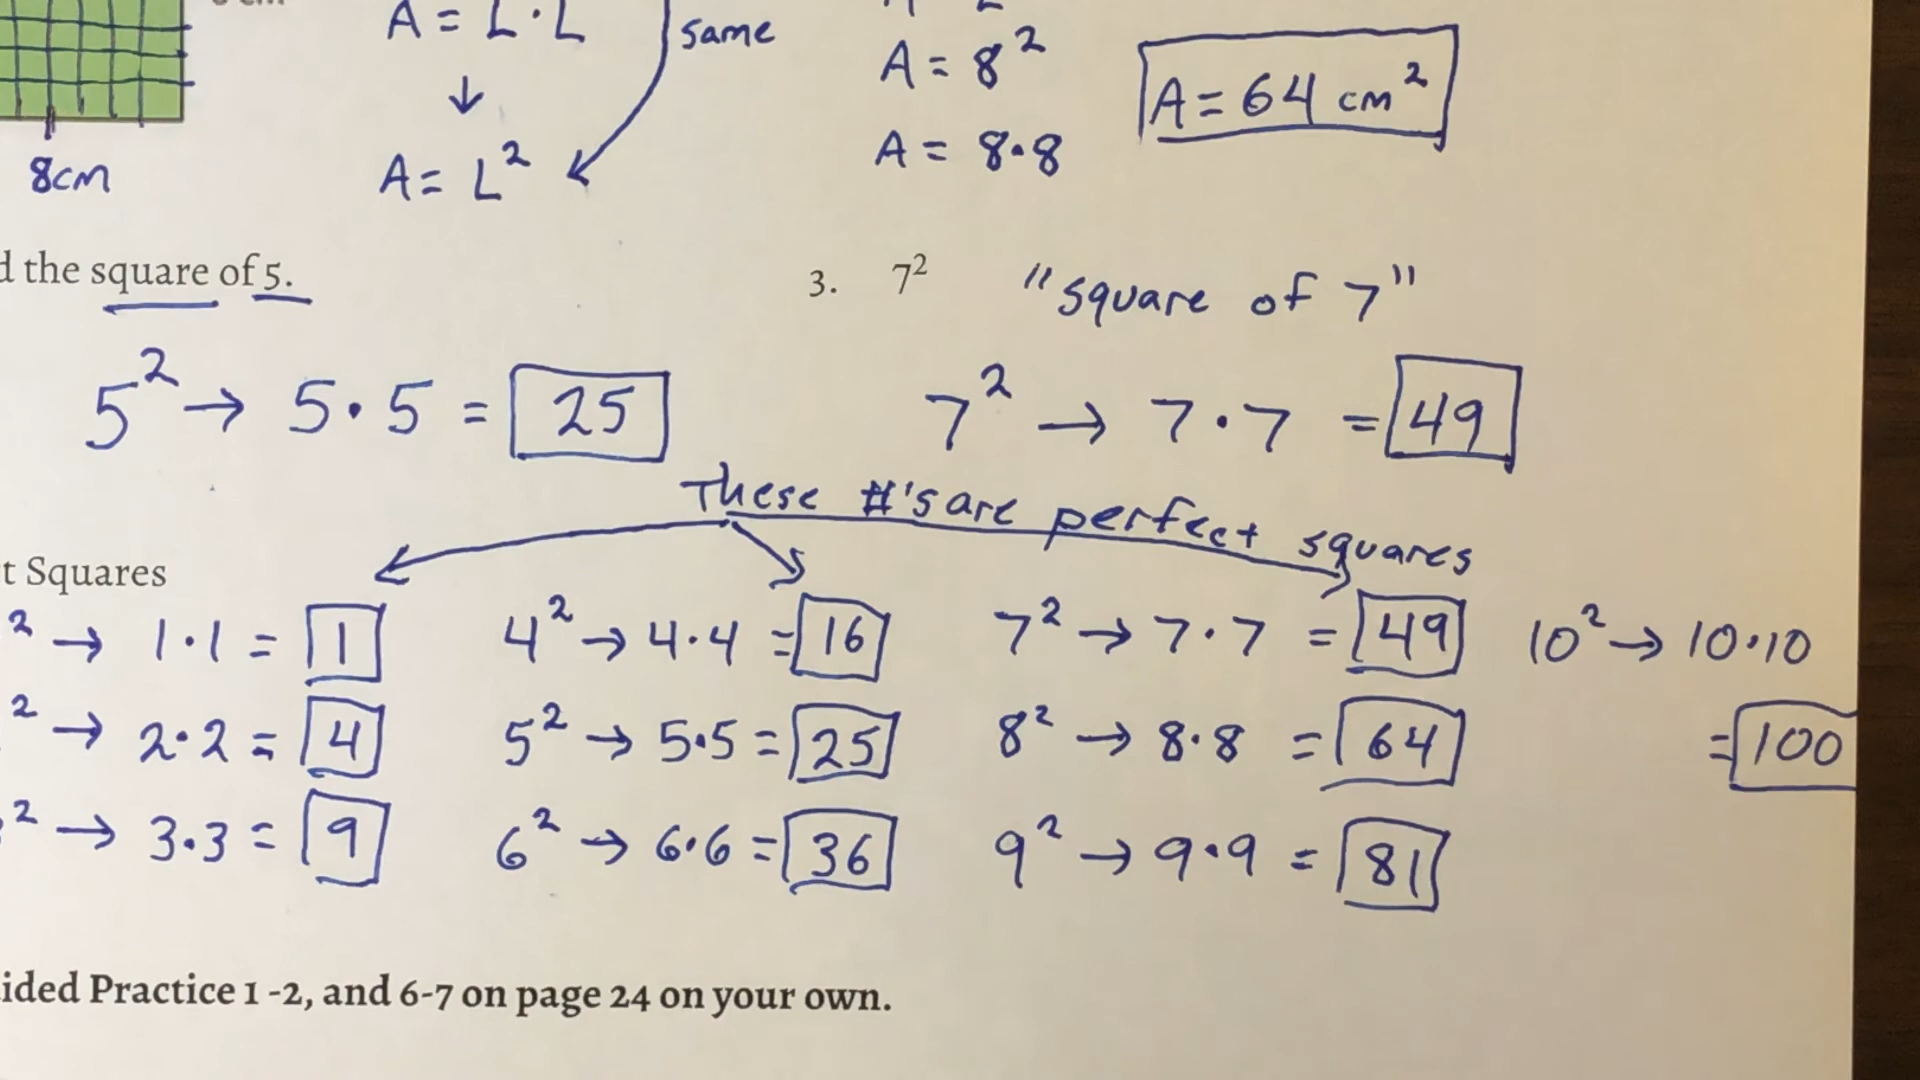 A = L · L
same
A = 8²
A = 64 cm²
↓
A = 8·8
8cm
A = L²
the square of 5.
3. 7² "square of 7"
5² → 5·5 = 25
7² → 7·7 = 49
These #'s are perfect squares
t Squares
² → 1·1 = 1
4² → 4·4 = 16
7² → 7·7 = 49
10² → 10·10
² → 2·2 = 4
5² → 5·5 = 25
8² → 8·8 = 64
= 100
² → 3·3 = 9
6² → 6·6 = 36
9² → 9·9 = 81
ided Practice 1 -2, and 6-7 on page 24 on your own.